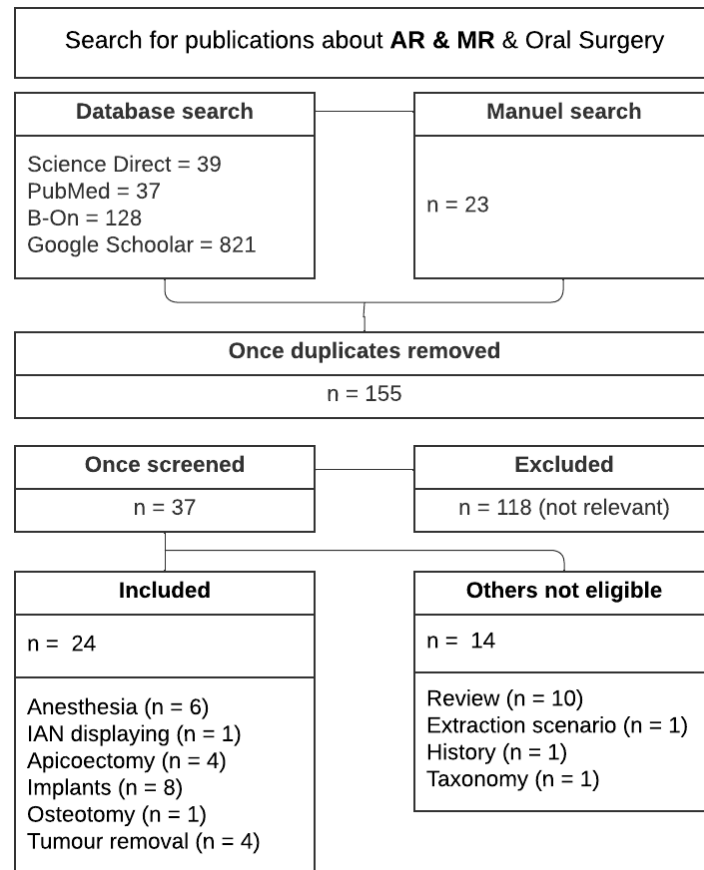 Search for publications about AR & MR & Oral Surgery
Database search
Science Direct = 39
PubMed = 37
B-On = 128
Google Schoolar = 821
Manuel search
n = 23
Once duplicates removed
n = 155
Once screened
n = 37
Excluded
n = 118 (not relevant)
Included
n = 24
Anesthesia (n = 6)
IAN displaying (n = 1)
Apicoectomy (n = 4)
Implants (n = 8)
Osteotomy (n = 1)
Tumour removal (n = 4)
Others not eligible
n = 14
Review (n = 10)
Extraction scenario (n = 1)
History (n = 1)
Taxonomy (n = 1)